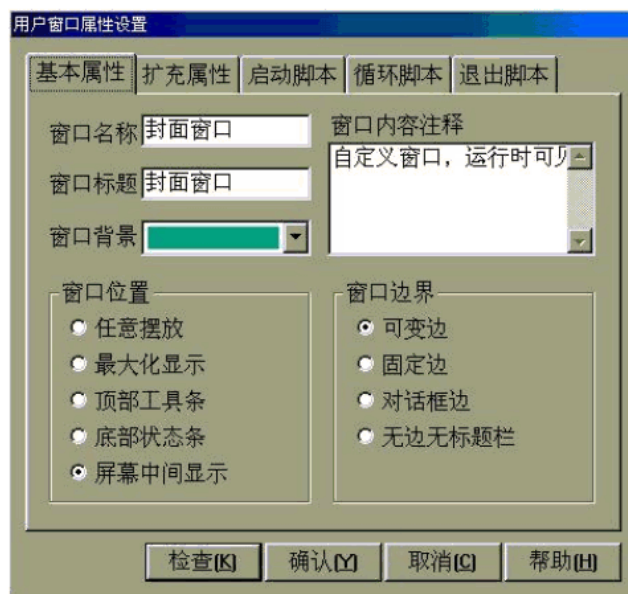 用户窗口属性设置
基本属性 扩充属性 启动脚本 循环脚本 退出脚本
窗口名称 封面窗口
窗口标题 封面窗口
窗口背景
窗口内容注释
自定义窗口，运行时可
窗口位置
任意摆放
最大化显示
顶部工具条
底部状态条
屏幕中间显示
窗口边界
可变边
固定边
对话框边
无边无标题栏
检查(K) 确认(Y) 取消(C) 帮助(H)